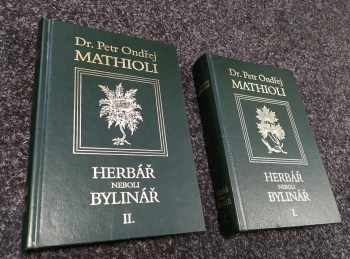 Dr. Petr Ondřej
MATHIOLI
HERBÁŘ
NEBOLI
BYLINÁŘ
II.
Dr. Petr Ondřej
MATHIOLI
HERBÁŘ
NEBOLI
BYLINÁŘ
I.